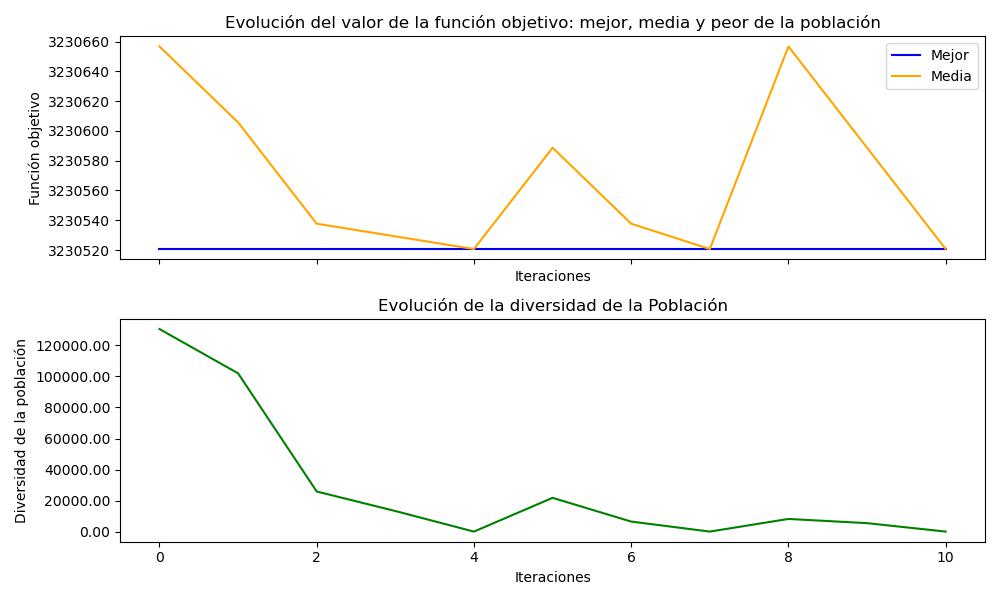 Evolución del valor de la función objetivo: mejor, media y peor de la población
3230660
3230640
3230620
3230600
3230580
3230560
3230540
3230520
Función objetivo
Mejor
Media
Iteraciones
Evolución de la diversidad de la Población
120000.00
100000.00
80000.00
60000.00
40000.00
20000.00
0.00
Diversidad de la población
0 2 4 6 8 10
Iteraciones